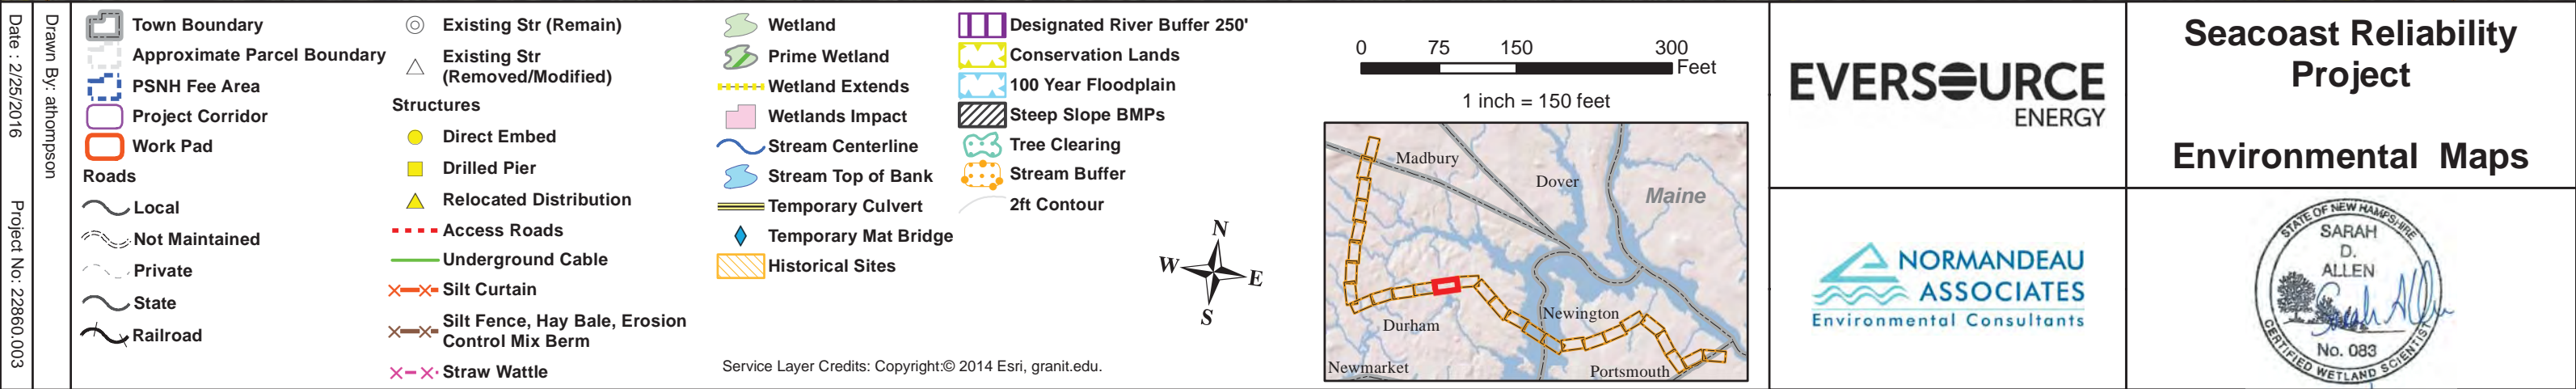 Date : 2/25/2016
Project No: 22860.003
Drawn By: athompson
Town Boundary
Approximate Parcel Boundary
PSNH Fee Area
Project Corridor
Work Pad
Roads
Local
Not Maintained
Private
State
Railroad
Existing Str (Remain)
Existing Str
(Removed/Modified)
Structures
Direct Embed
Drilled Pier
Relocated Distribution
Access Roads
Underground Cable
Silt Curtain
Silt Fence, Hay Bale, Erosion
Control Mix Berm
Straw Wattle
Wetland
Prime Wetland
Wetland Extends
Wetlands Impact
Stream Centerline
Stream Top of Bank
Temporary Culvert
Temporary Mat Bridge
Historical Sites
Designated River Buffer 250'
Conservation Lands
100 Year Floodplain
Steep Slope BMPs
Tree Clearing
Stream Buffer
2ft Contour
Service Layer Credits: Copyright:© 2014 Esri, granit.edu.
N
W E
S
0 75 150 300
Feet
1 inch = 150 feet
Madbury
Dover
Maine
Durham
Newington
Newmarket
Portsmouth
EVERSOURCE
ENERGY
NORMANDEAU
ASSOCIATES
Environmental Consultants
Seacoast Reliability
Project
Environmental Maps
STATE OF NEW HAMPSHIRE
SARAH
D.
ALLEN
Sarah Allen
No. 083
CERTIFIED WETLAND SCIENTIST